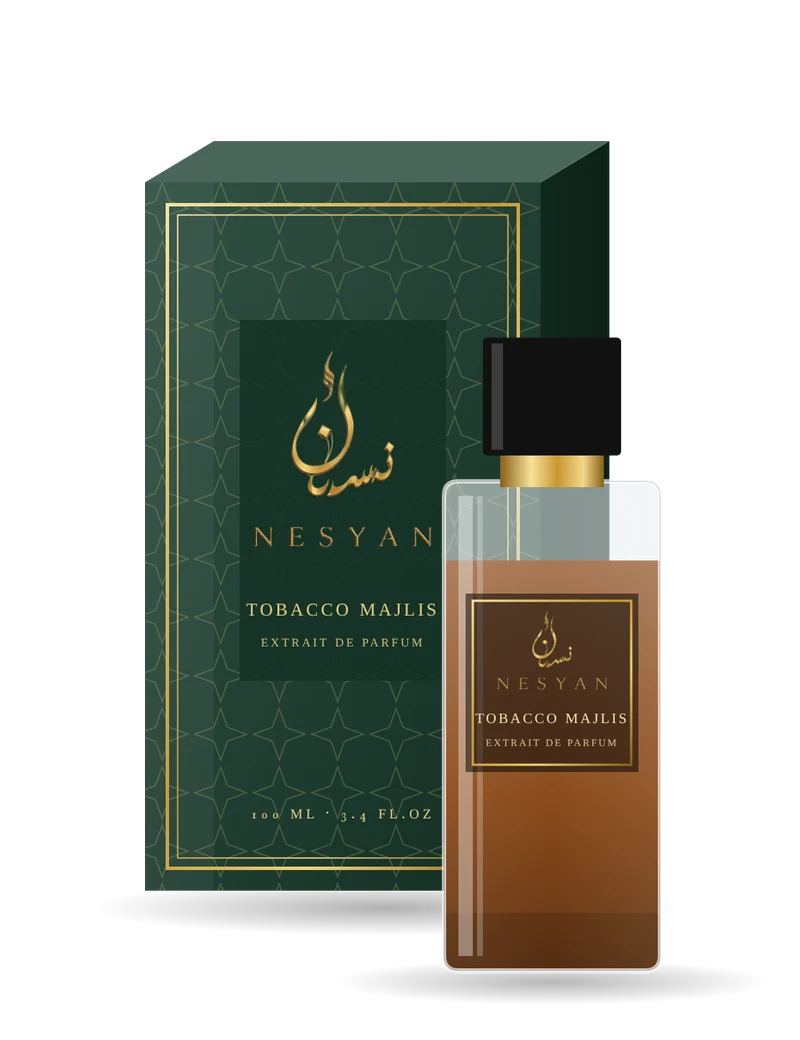 نسيان
NESYAN
TOBACCO MAJLIS
EXTRAIT DE PARFUM
100 ML · 3.4 FL.OZ
نسيان
NESYAN
TOBACCO MAJLIS
EXTRAIT DE PARFUM